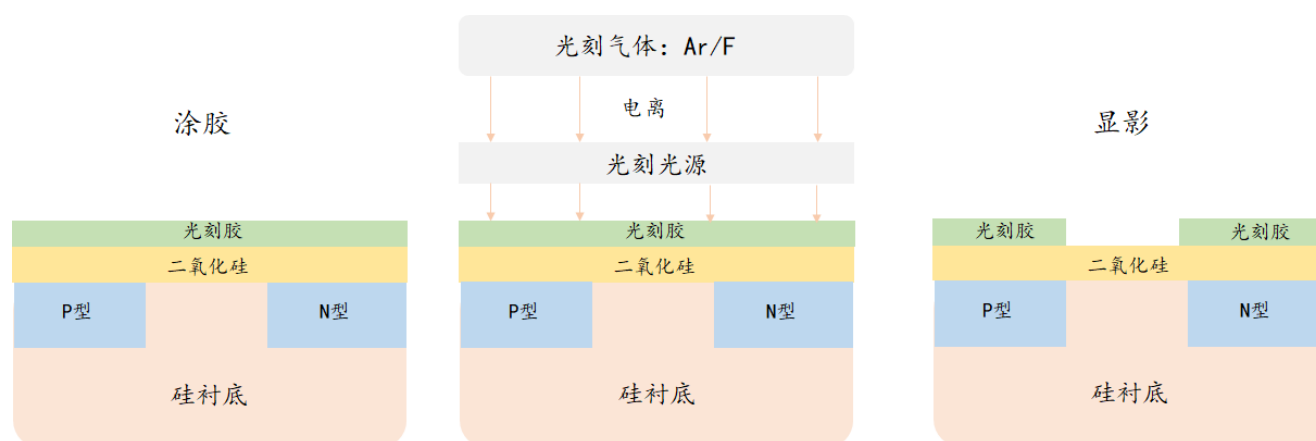 涂胶
光刻胶
二氧化硅
P型
N型
硅衬底
光刻气体：Ar/F
电离
光刻光源
光刻胶
二氧化硅
P型
N型
硅衬底
显影
光刻胶
光刻胶
二氧化硅
P型
N型
硅衬底